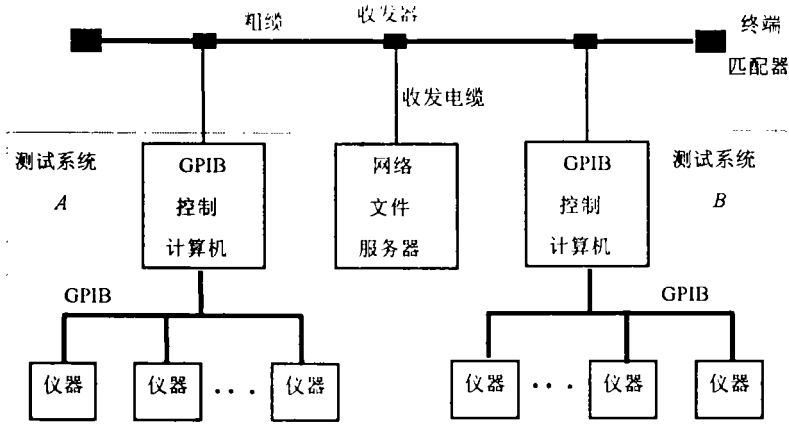 粗缆
收发器
终端
匹配器
收发电缆
测试系统
A
GPIB
控制
计算机
网络
文件
服务器
GPIB
控制
计算机
测试系统
B
GPIB
GPIB
仪器
仪器
...
仪器
仪器
...
仪器
仪器